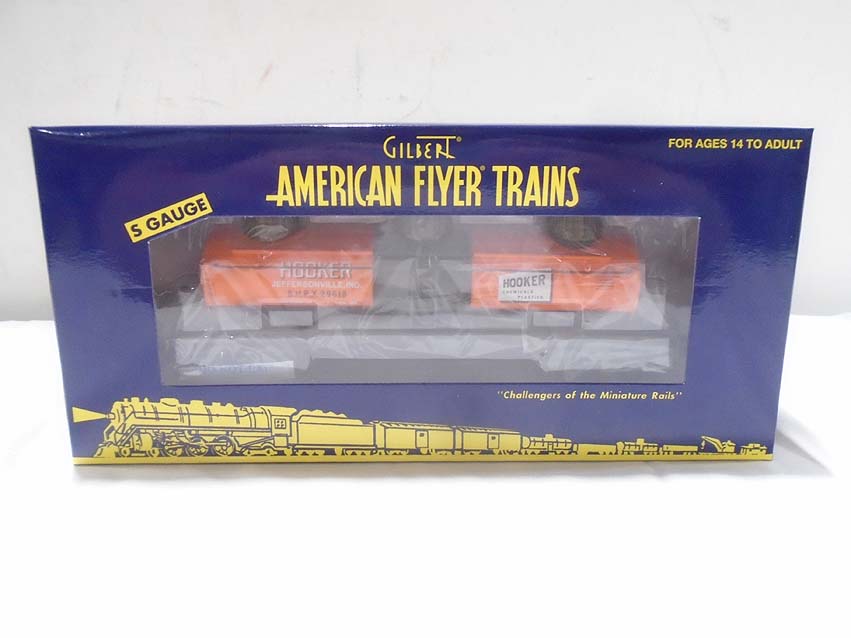 GILBERT®
FOR AGES 14 TO ADULT
AMERICAN FLYER® TRAINS
S GAUGE
HOOKER
JEFFERSONVILLE, IND.
HOOKER
CHEMICALS
PLASTICS
"Challengers of the Miniature Rails"